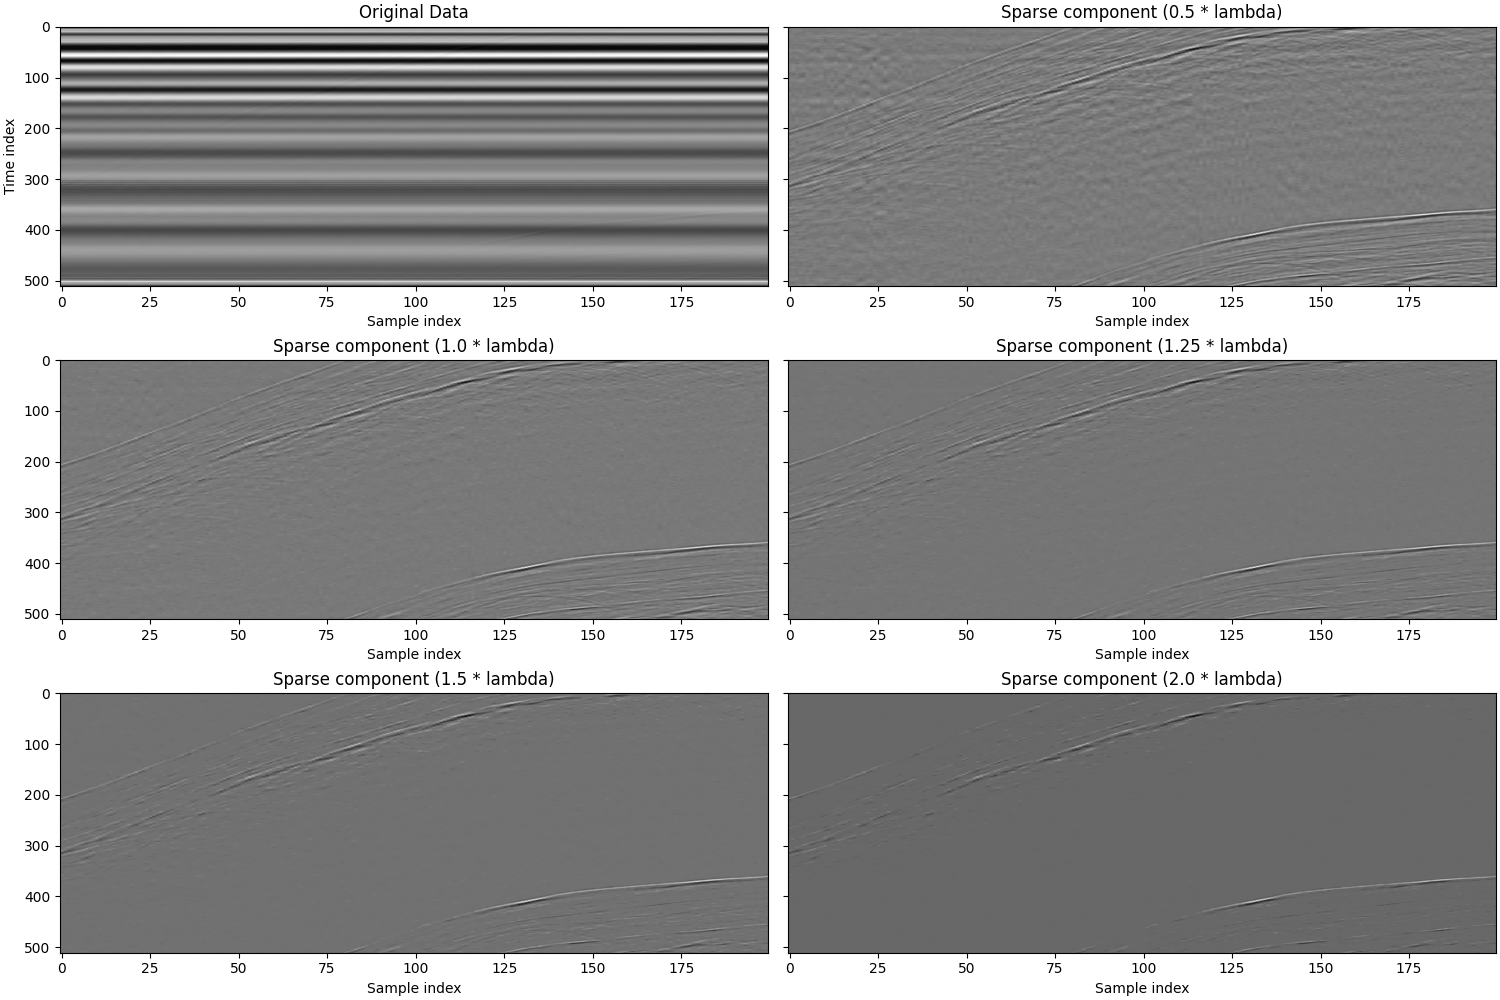 Original Data
Sparse component (0.5 * lambda)
0
100
200
300
400
500
Time index
0 25 50 75 100 125 150 175
0 25 50 75 100 125 150 175
Sample index
Sample index
Sparse component (1.0 * lambda)
Sparse component (1.25 * lambda)
0
100
200
300
400
500
0 25 50 75 100 125 150 175
0 25 50 75 100 125 150 175
Sample index
Sample index
Sparse component (1.5 * lambda)
Sparse component (2.0 * lambda)
0
100
200
300
400
500
0 25 50 75 100 125 150 175
0 25 50 75 100 125 150 175
Sample index
Sample index